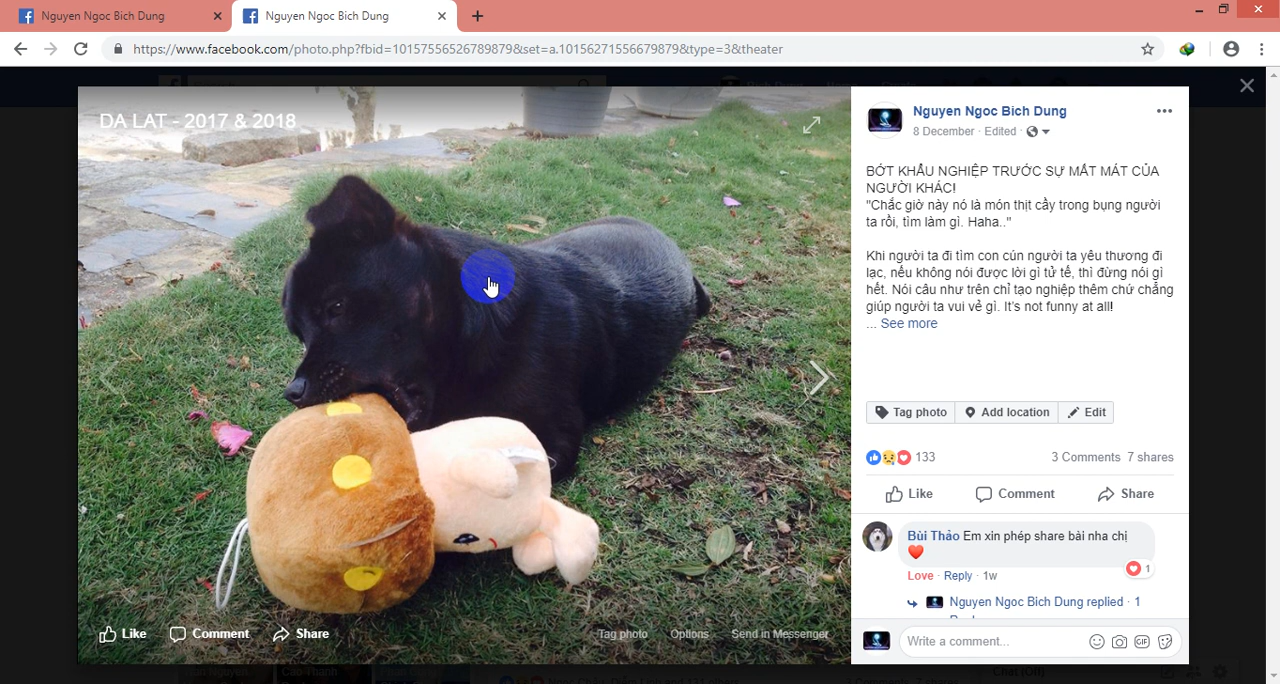 Nguyen Ngoc Bich Dung
Nguyen Ngoc Bich Dung
https://www.facebook.com/photo.php?fbid=10157556526789879&set=a.10156271556679879&type=3&theater
DA LAT - 2017 & 2018
Like Comment Share
Tag photo Options Send in Messenger
Nguyen Ngoc Bich Dung
8 December · Edited ·
BỚT KHẨU NGHIỆP TRƯỚC SỰ MẤT MÁT CỦA
NGƯỜI KHÁC!
"Chắc giờ này nó là món thịt cầy trong bụng người
ta rồi, tìm làm gì. Haha.."
Khi người ta đi tìm con cún người ta yêu thương đi
lạc, nếu không nói được lời gì tử tế, thì đừng nói gì
hết. Nói câu như trên chỉ tạo nghiệp thêm chứ chẳng
giúp người ta vui vẻ gì. It's not funny at all!
... See more
Tag photo Add location Edit
133 3 Comments 7 shares
Like Comment Share
Bùi Thảo Em xin phép share bài nha chị
1
Love · Reply · 1w
Nguyen Ngoc Bich Dung replied · 1
Write a comment...
GIF
Chat (Off)